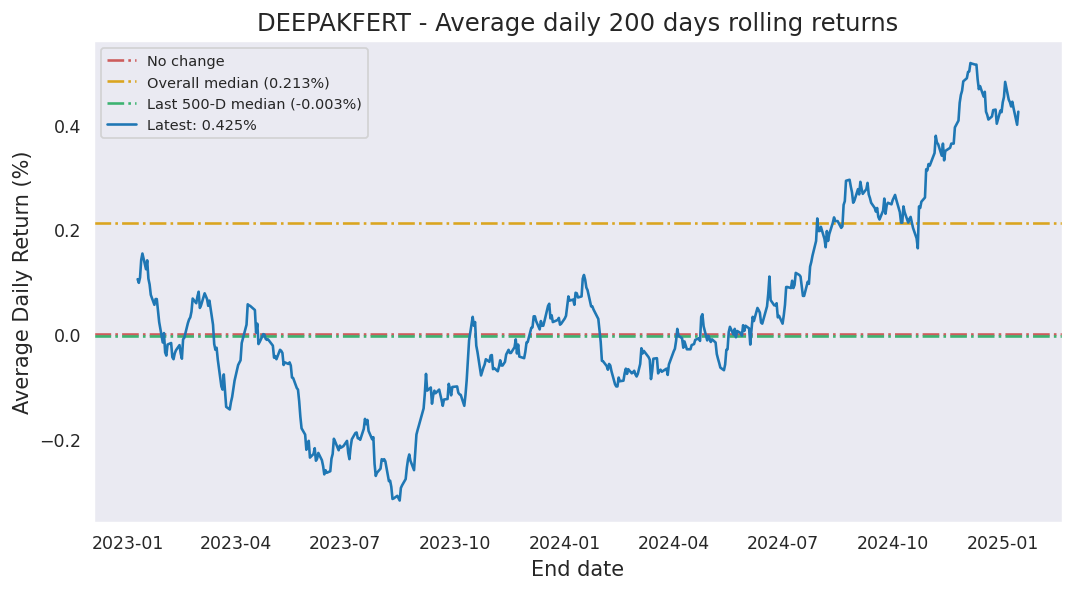 DEEPAKFERT - Average daily 200 days rolling returns
No change
Overall median (0.213%)
Last 500-D median (-0.003%)
Latest: 0.425%
Average Daily Return (%)
0.4
0.2
0.0
−0.2
2023-01 2023-04 2023-07 2023-10 2024-01 2024-04 2024-07 2024-10 2025-01
End date